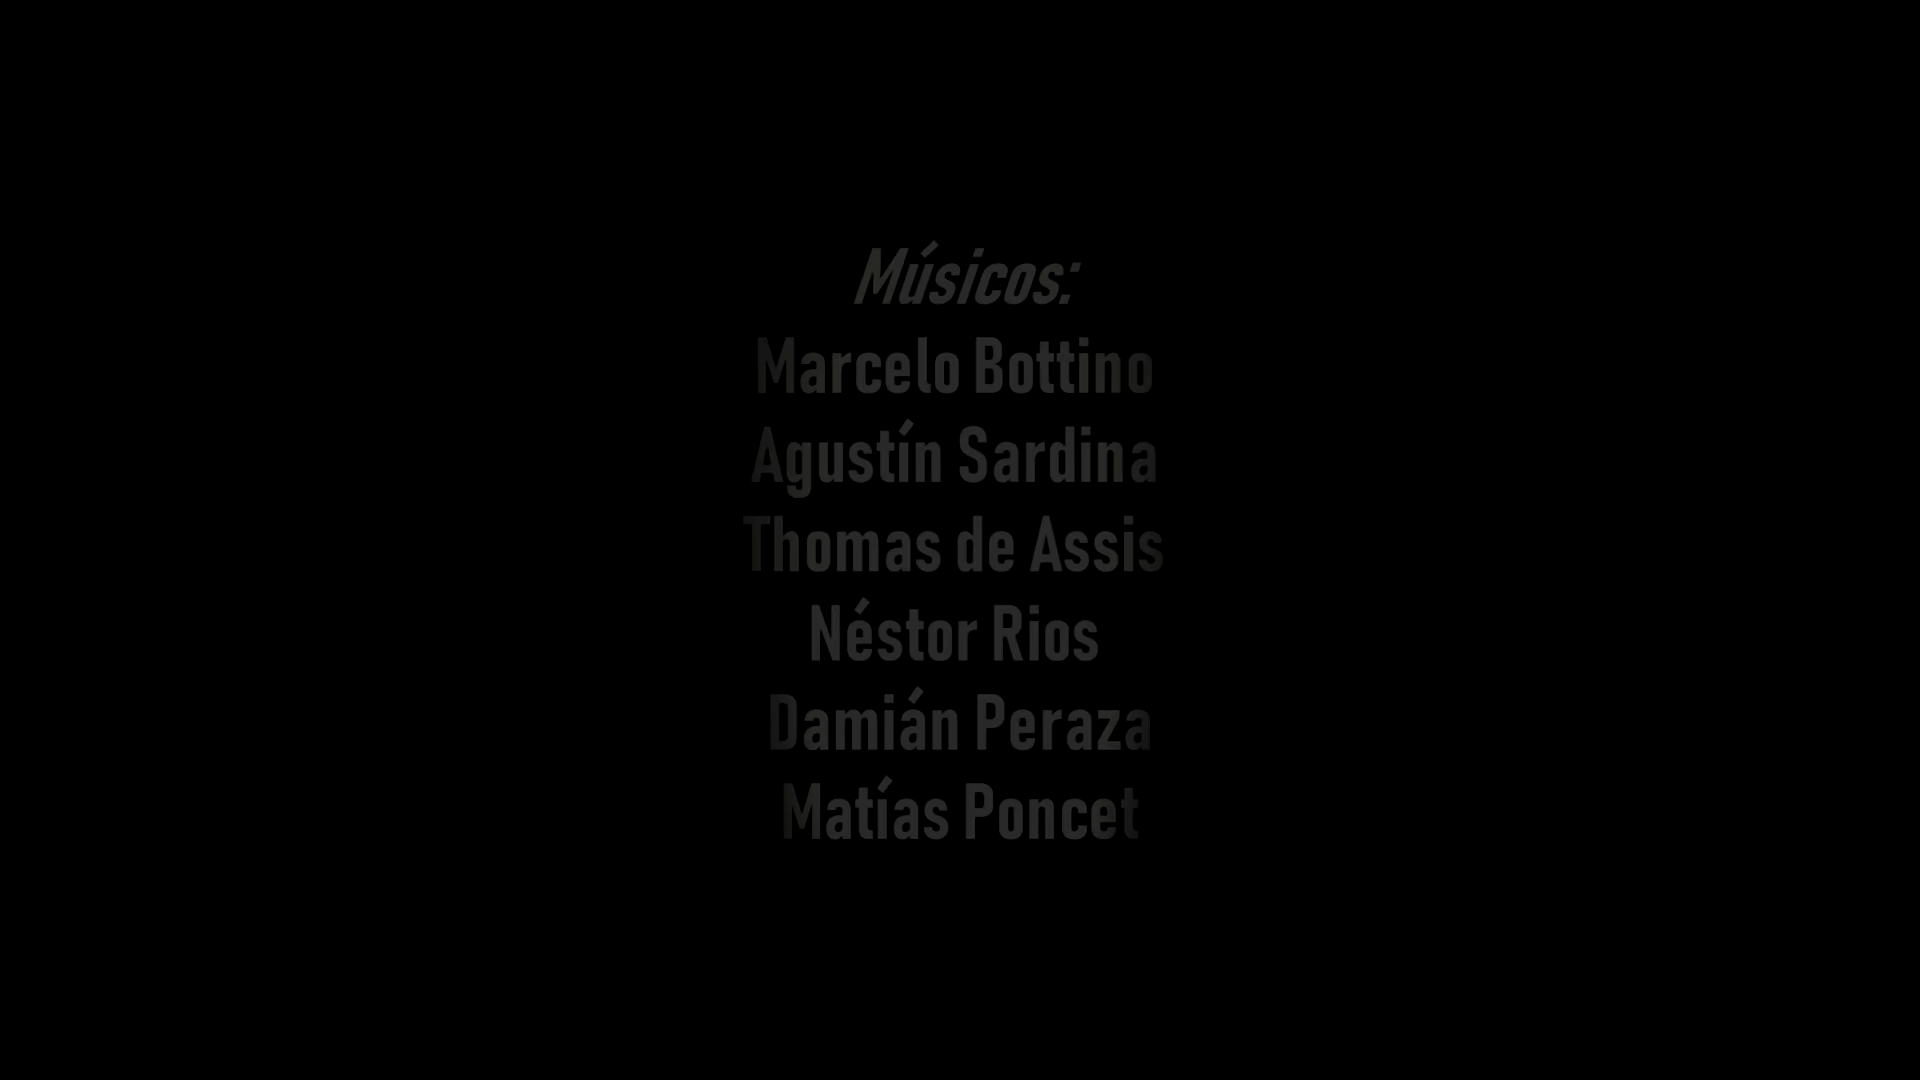 Músicos:
Marcelo Bottino
Agustín Sardina
Thomas de Assis
Néstor Rios
Damián Peraza
Matías Poncet